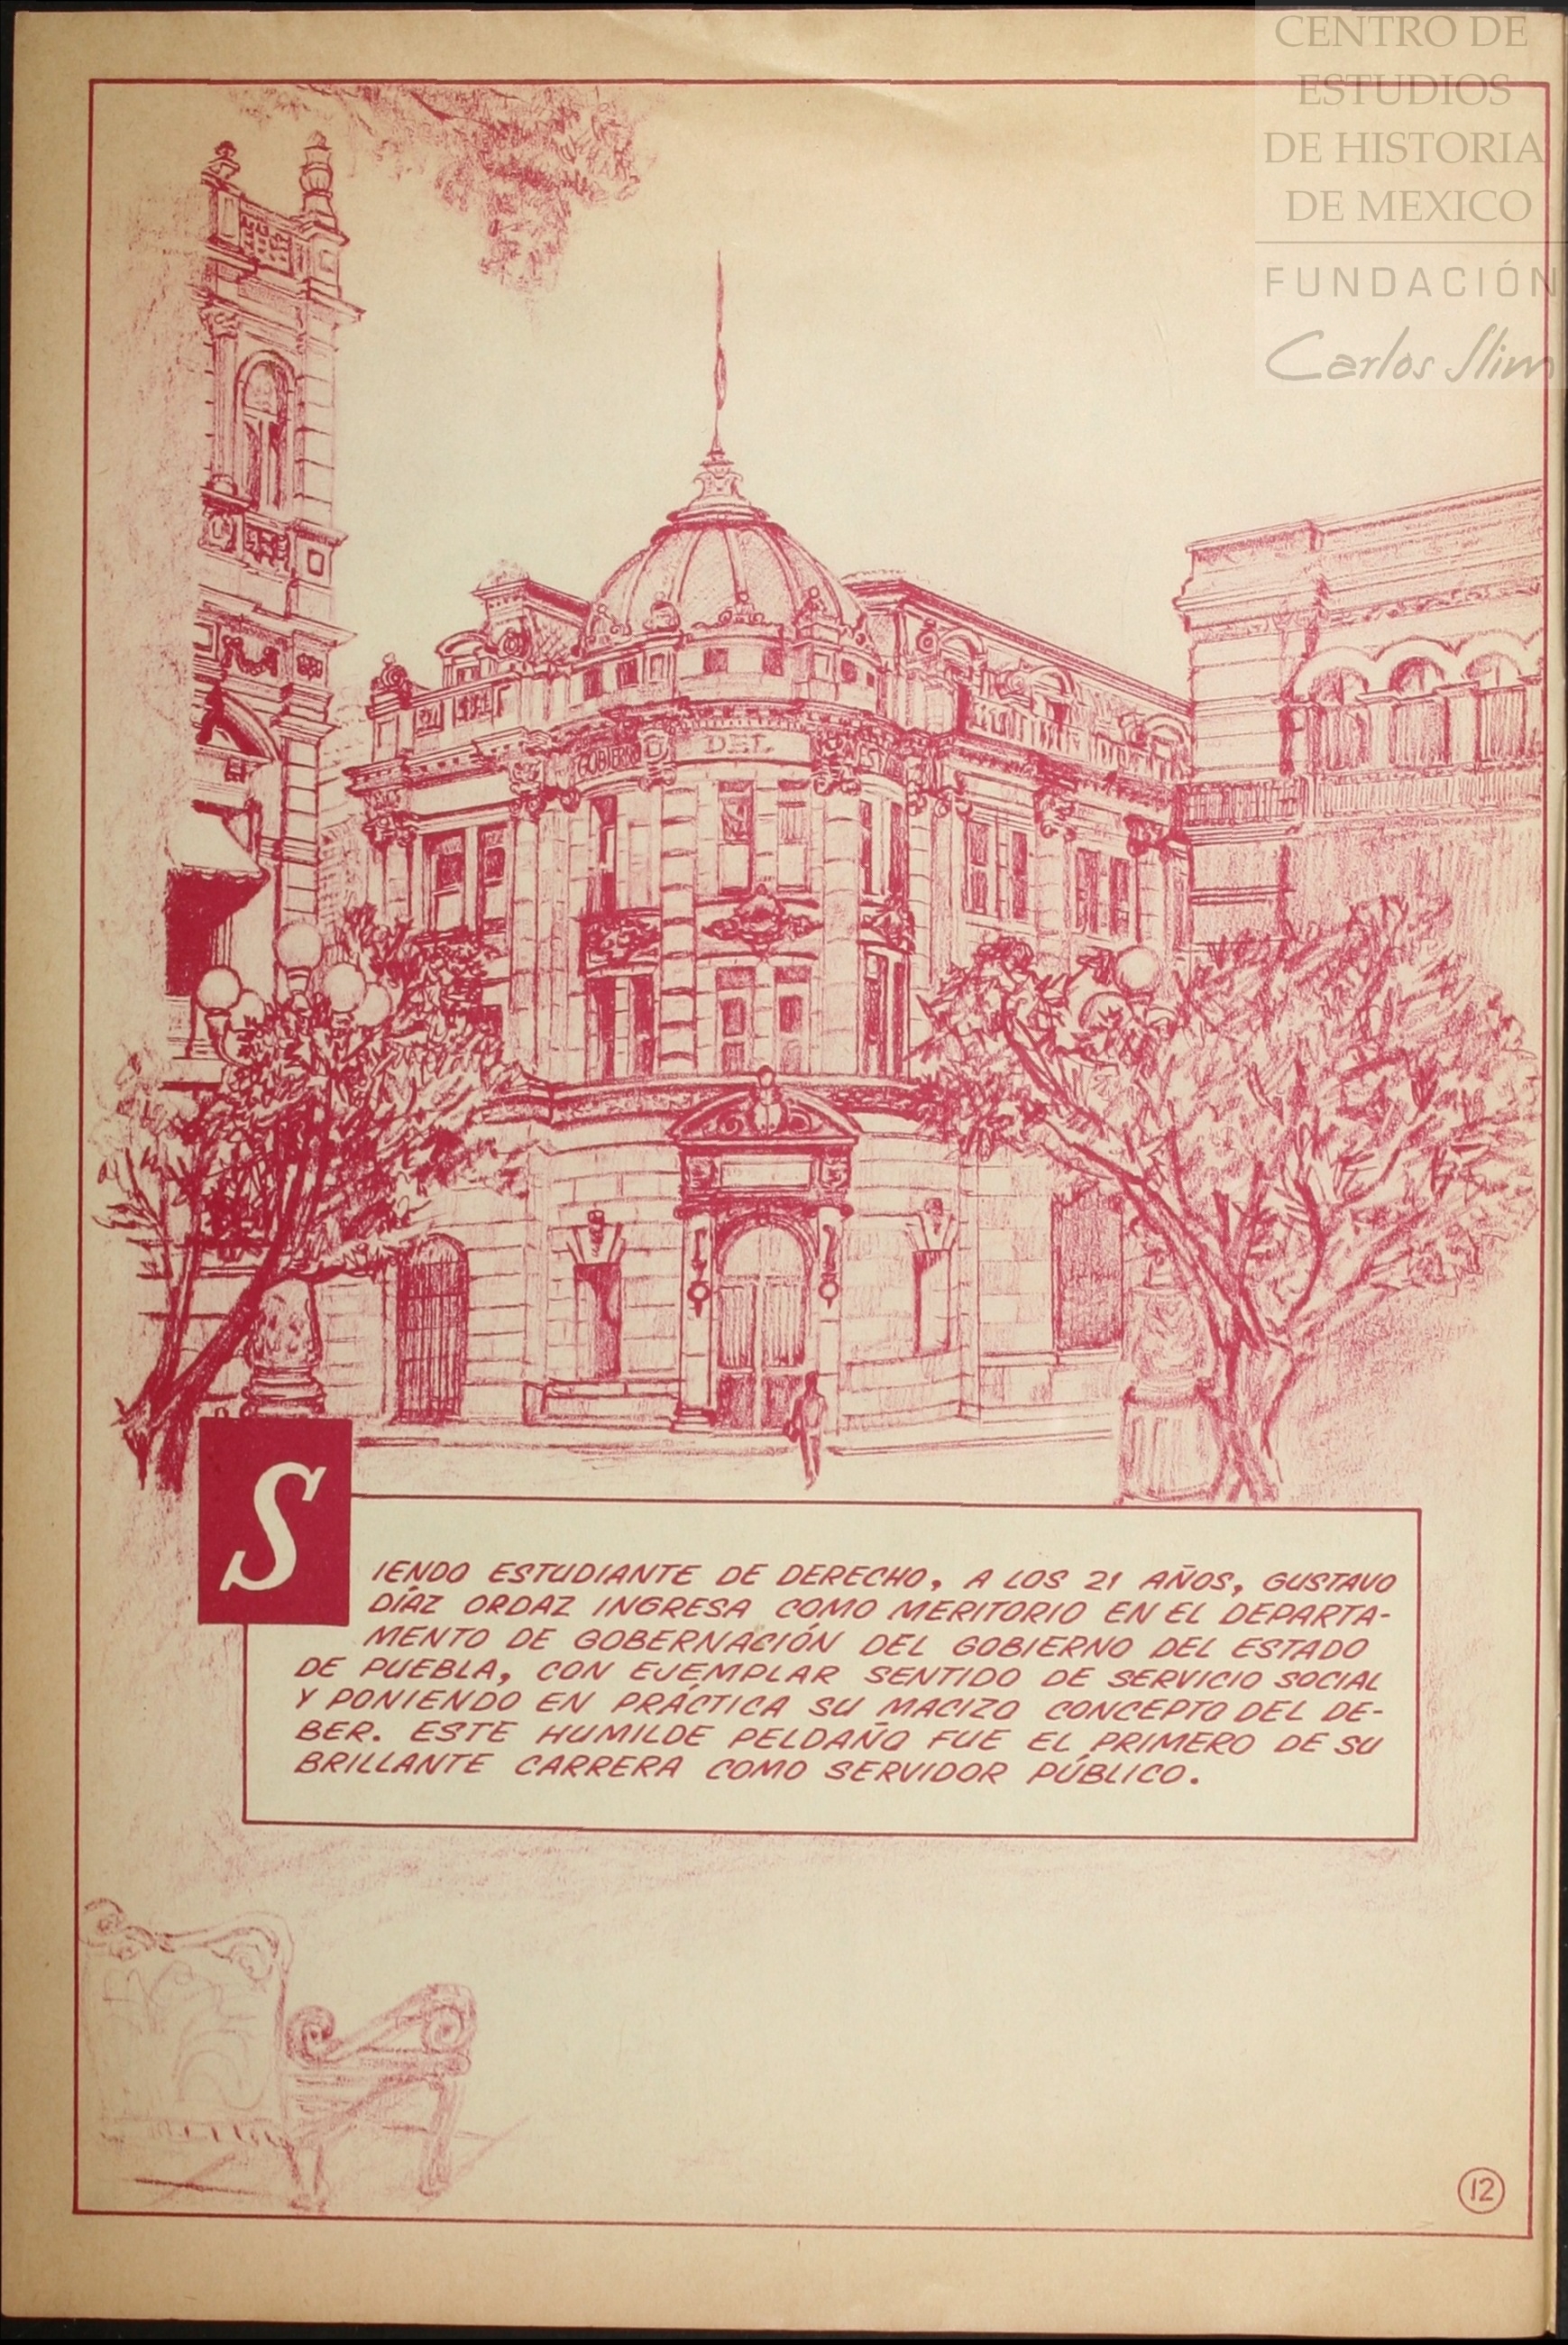 CENTRO DE
ESTUDIOS
DE HISTORIA
DE MEXICO
FUNDACIÓN
Carlos Slim
GOBIERNO DEL
SIENDO ESTUDIANTE DE DERECHO, A LOS 21 AÑOS, GUSTAVO
DÍAZ ORDAZ INGRESA COMO MERITORIO EN EL DEPARTA-
MENTO DE GOBERNACIÓN DEL GOBIERNO DEL ESTADO
DE PUEBLA, CON EJEMPLAR SENTIDO DE SERVICIO SOCIAL
Y PONIENDO EN PRÁCTICA SU MACIZO CONCEPTO DEL DE-
BER. ESTE HUMILDE PELDAÑO FUE EL PRIMERO DE SU
BRILLANTE CARRERA COMO SERVIDOR PÚBLICO.
12